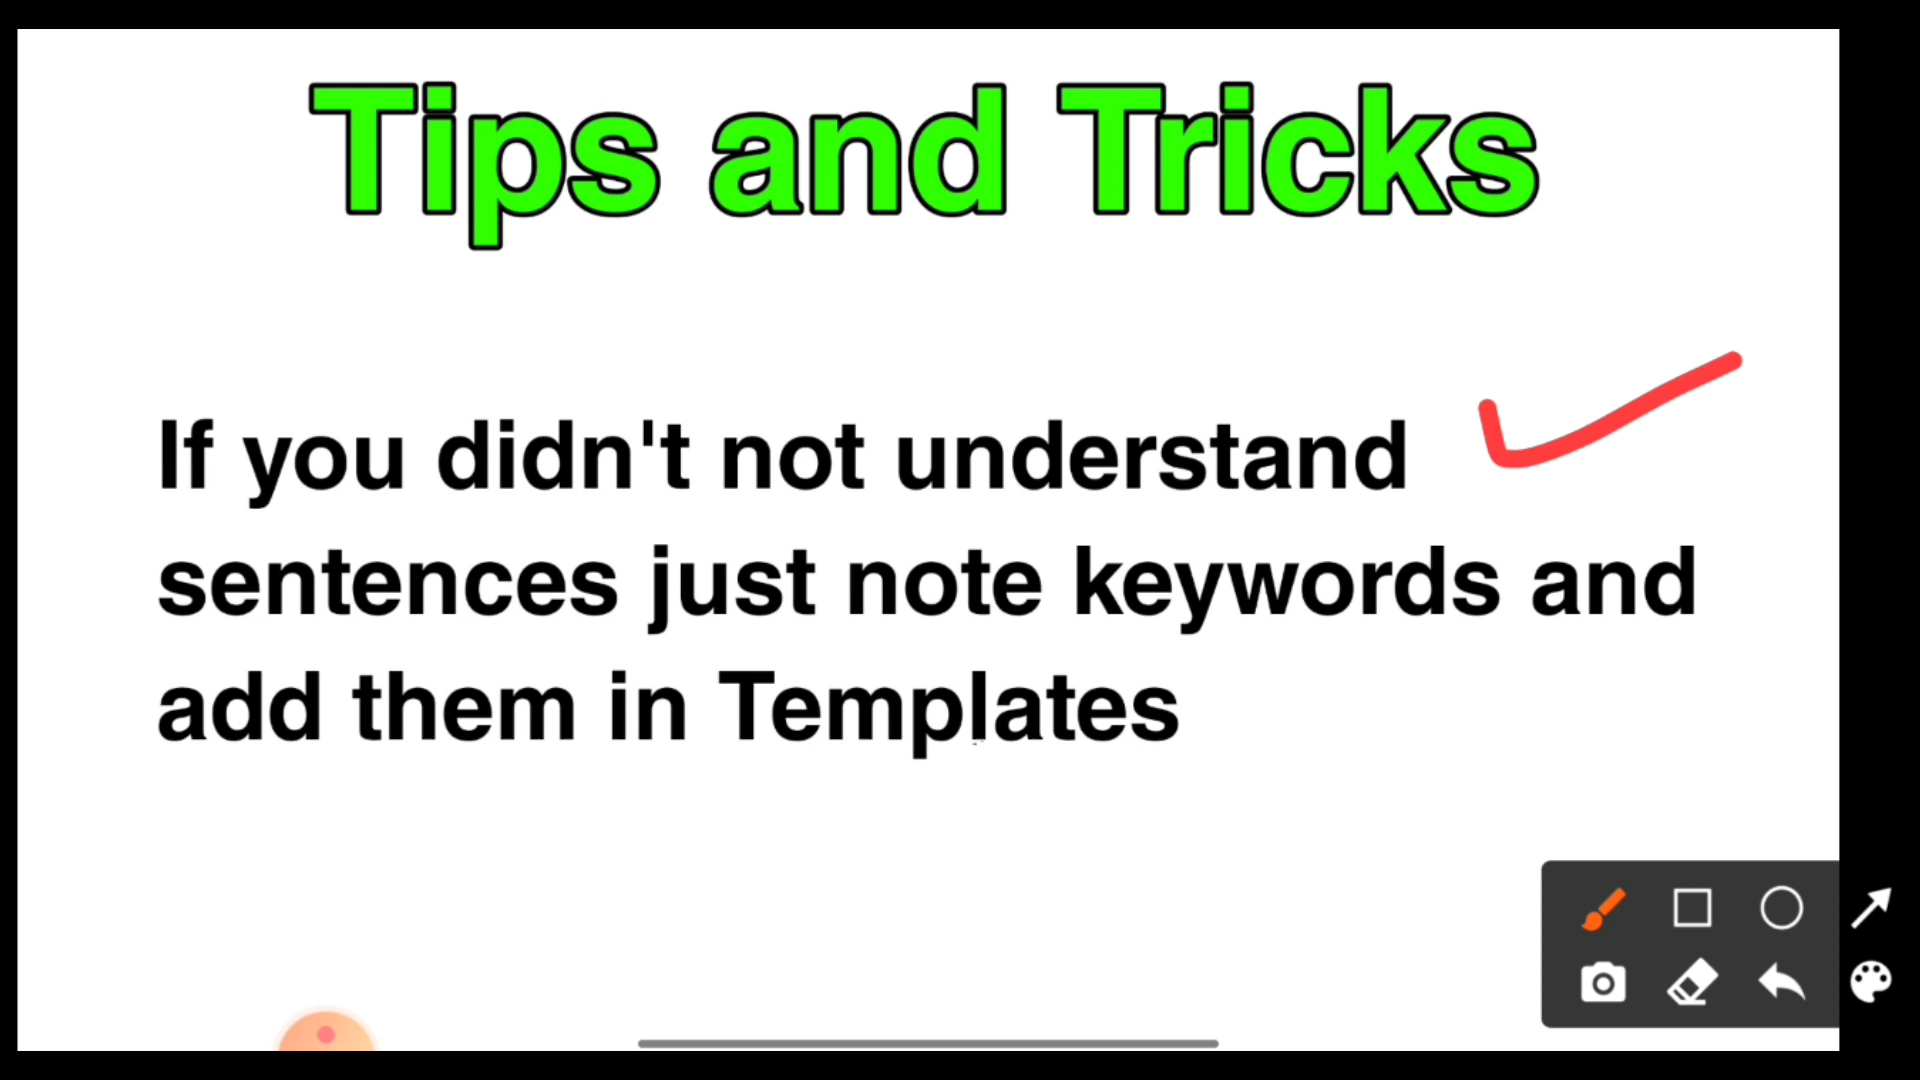 Tips and Tricks
If you didn't not understand
sentences just note keywords and
add them in Templates